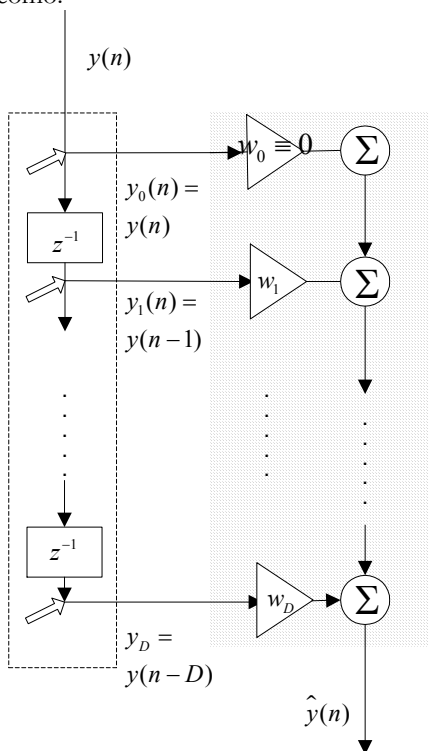 como:
y(n)
w₀ ≡ 0
Σ
y₀(n) =
y(n)
z⁻¹
w₁
Σ
y₁(n) =
y(n−1)
z⁻¹
w_D
Σ
y_D =
y(n−D)
ŷ(n)